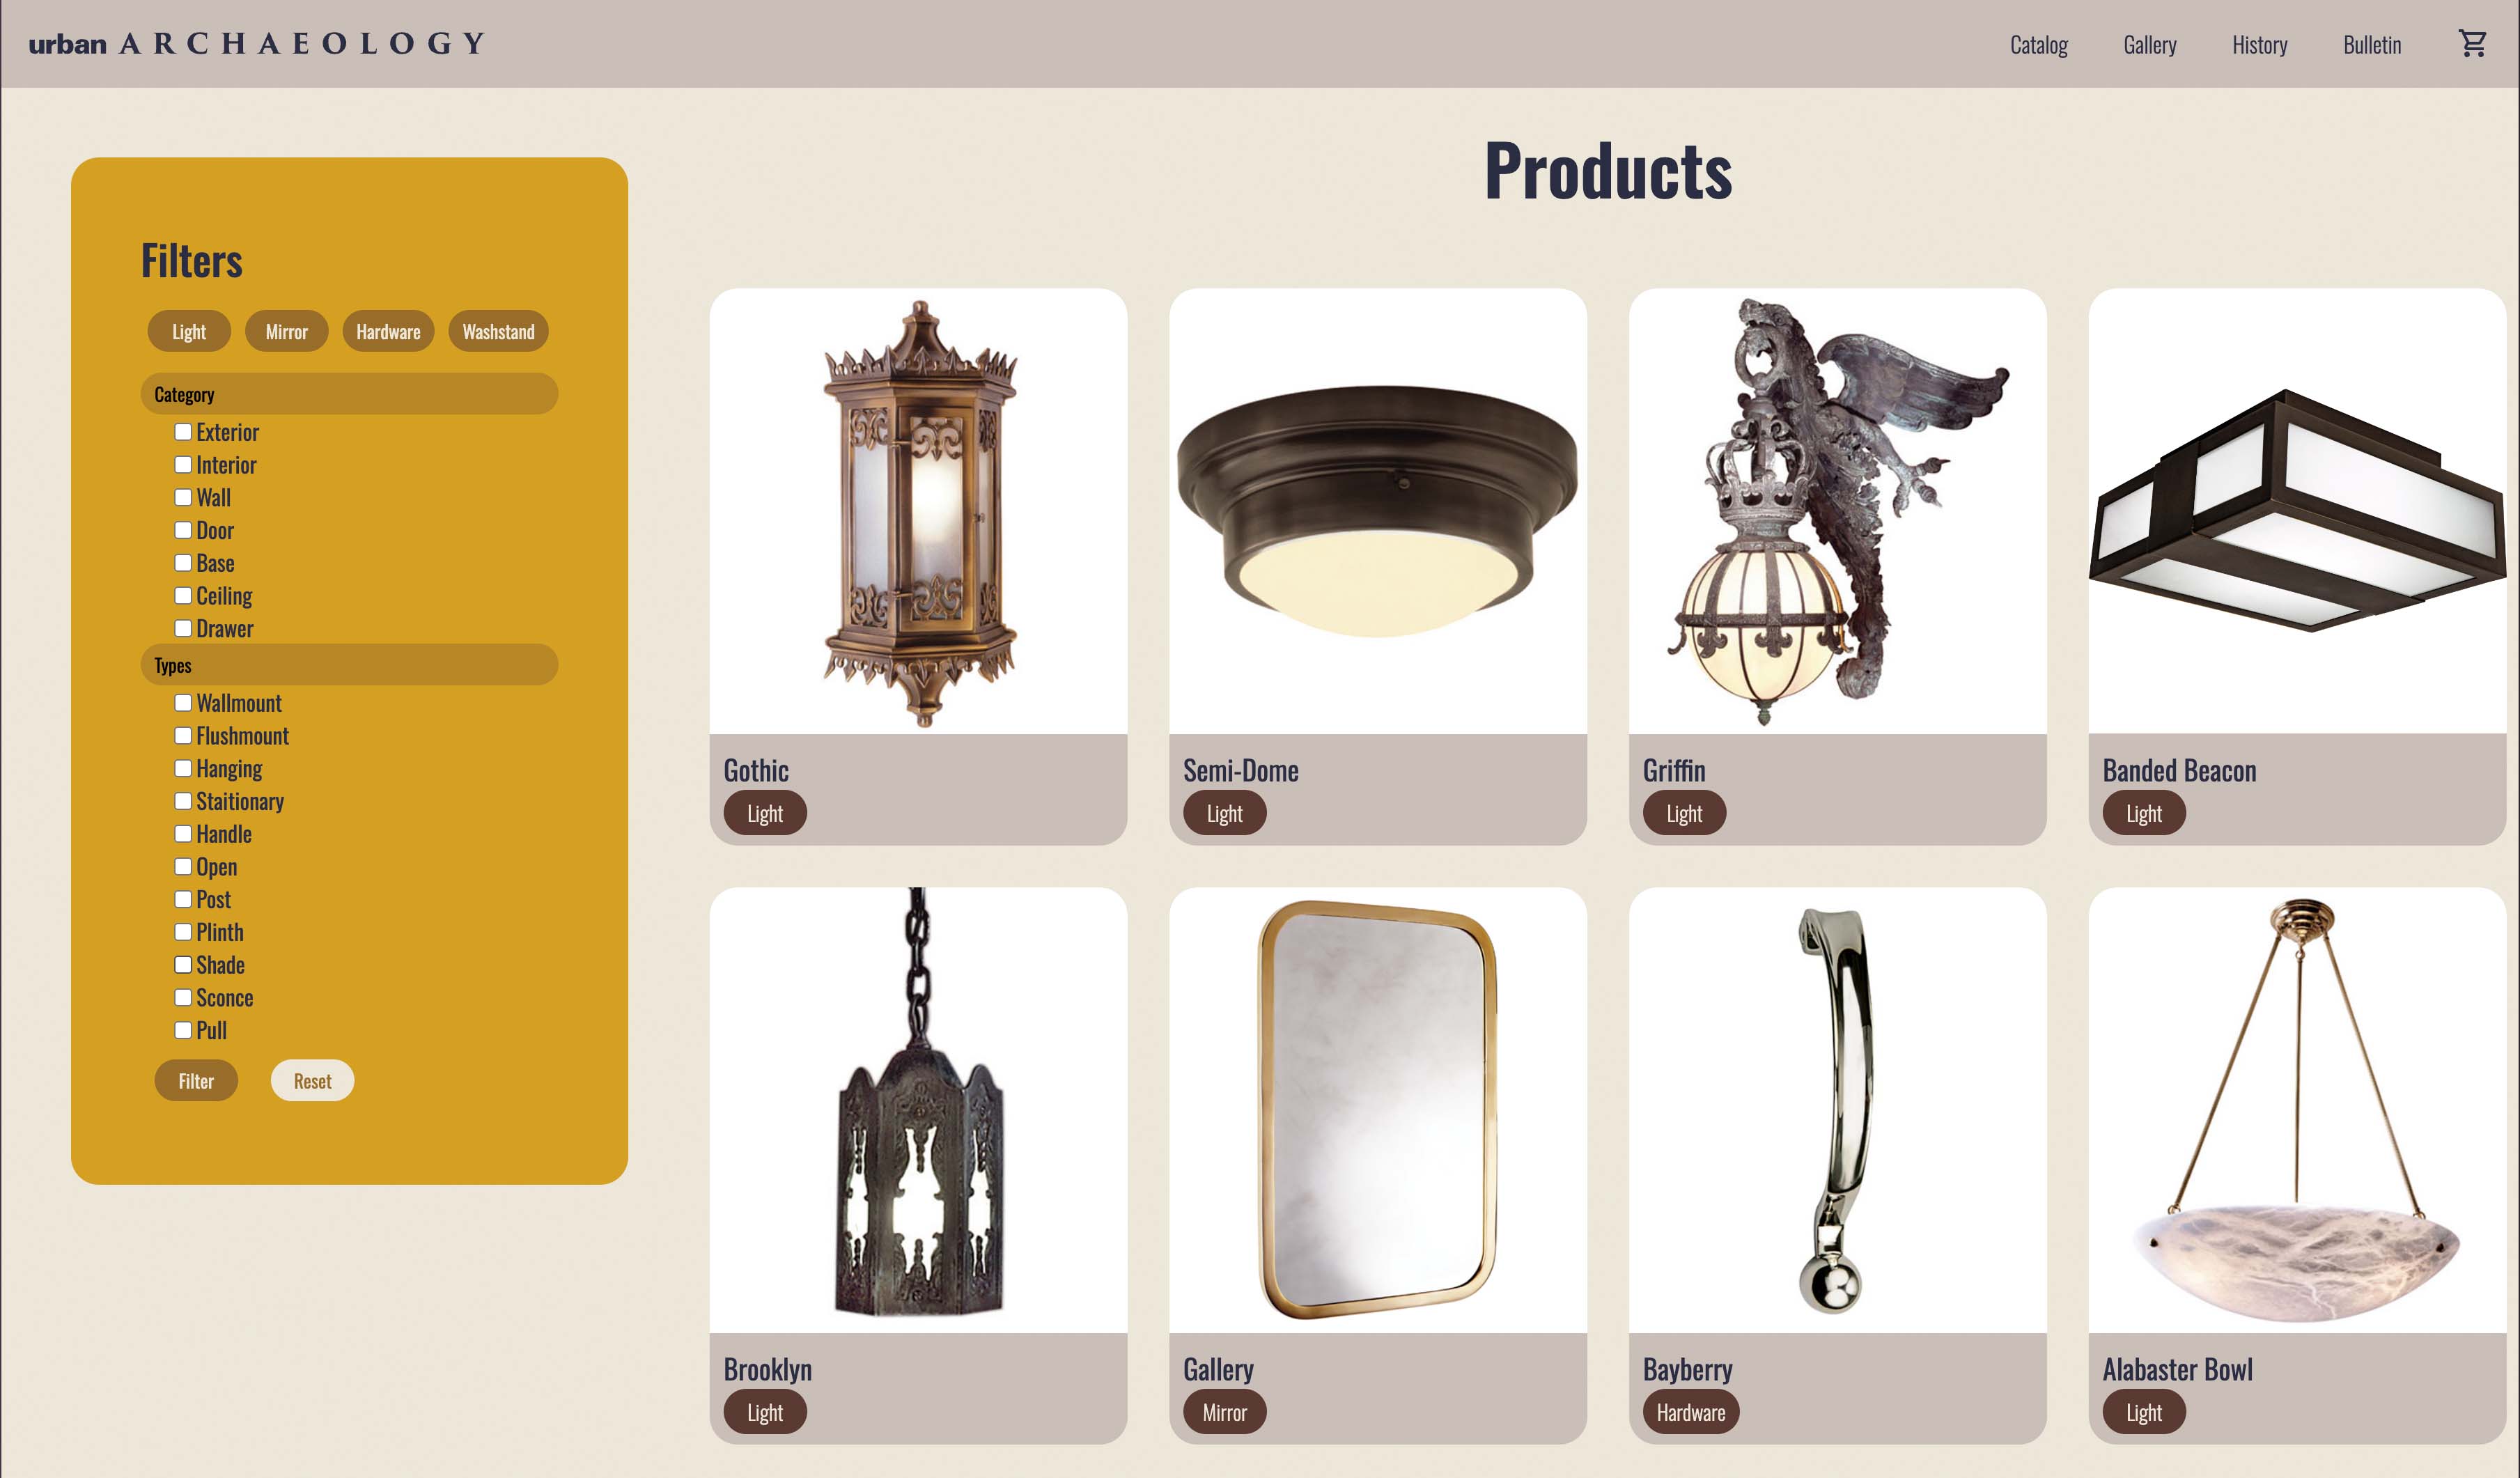 urban ARCHAEOLOGY
Catalog Gallery History Bulletin
Products
Filters
Light Mirror Hardware Washstand
Category
Exterior
Interior
Wall
Door
Base
Ceiling
Drawer
Types
Wallmount
Flushmount
Hanging
Staitionary
Handle
Open
Post
Plinth
Shade
Sconce
Pull
Filter Reset
Gothic
Light
Semi-Dome
Light
Griffin
Light
Banded Beacon
Light
Brooklyn
Light
Gallery
Mirror
Bayberry
Hardware
Alabaster Bowl
Light